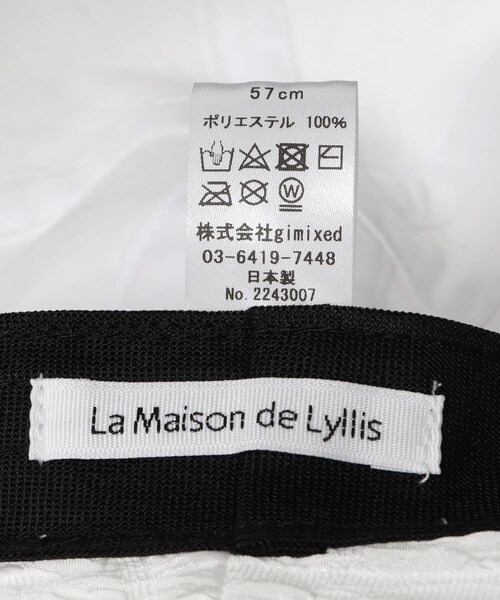 57cm
ポリエステル 100%
W
株式会社gimixed
03-6419-7448
日本製
No. 2243007
La Maison de Lyllis